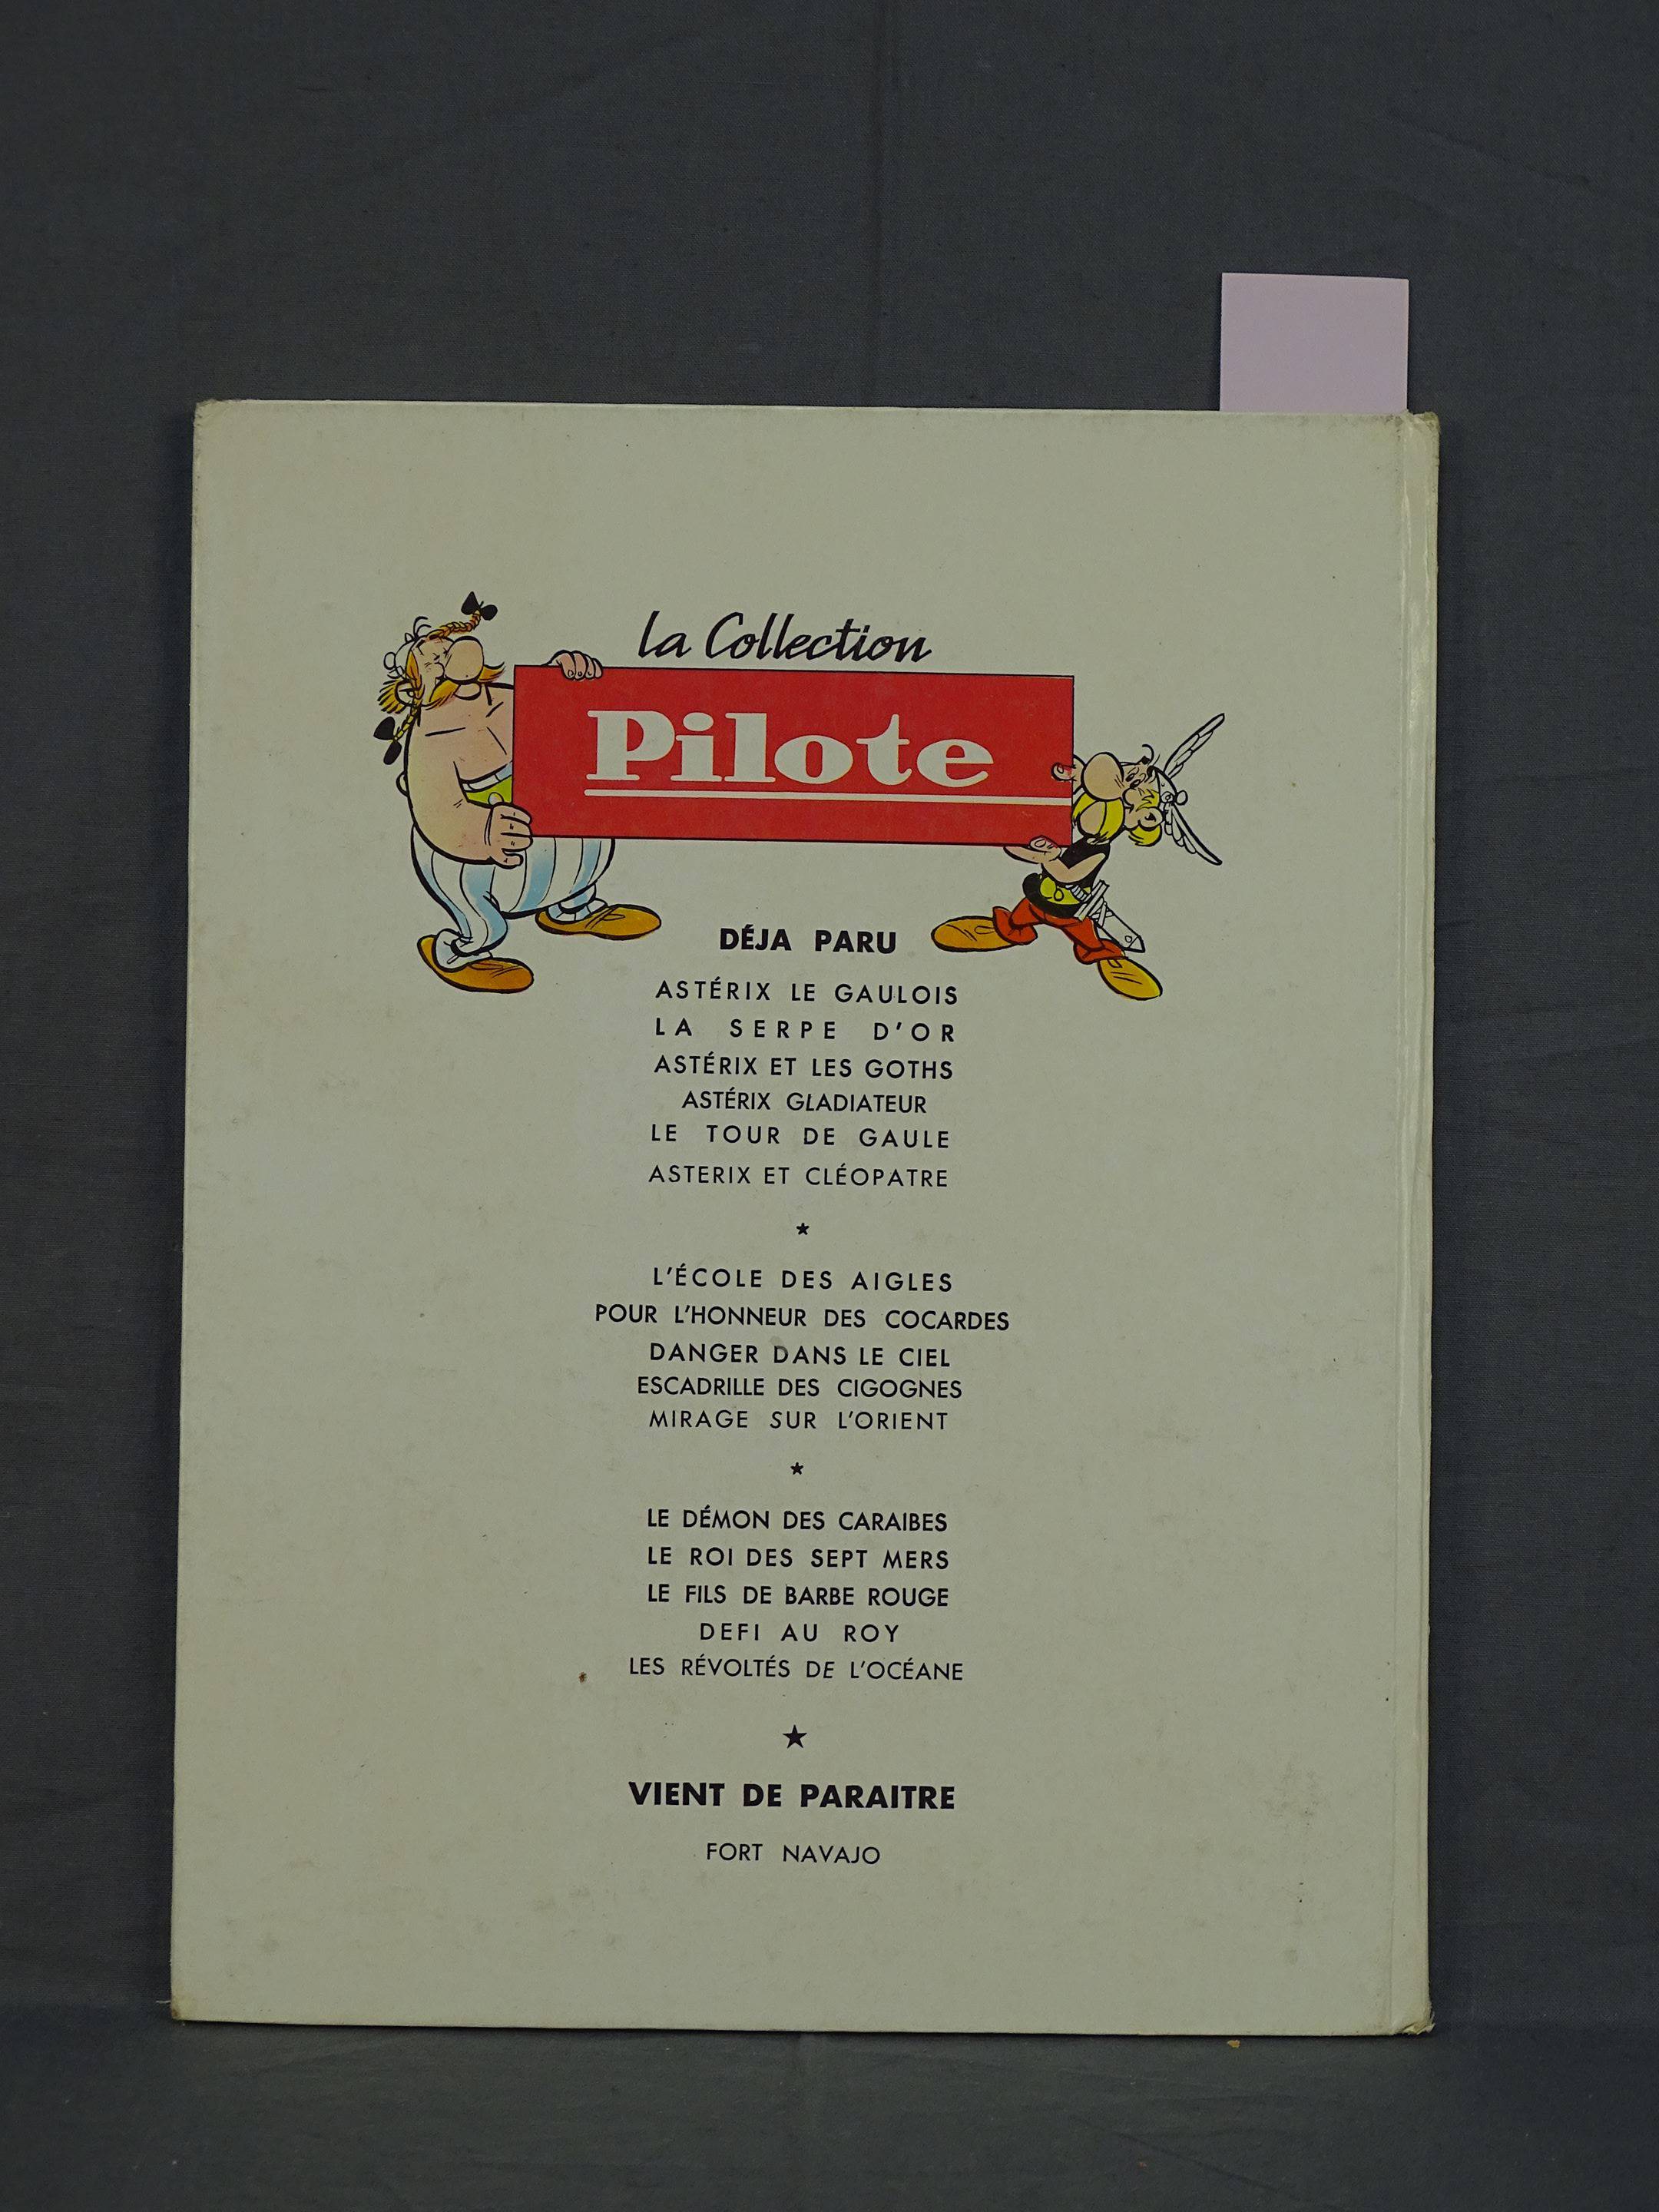 la Collection
Pilote
DÉJA PARU
ASTÉRIX LE GAULOIS
LA SERPE D'OR
ASTÉRIX ET LES GOTHS
ASTÉRIX GLADIATEUR
LE TOUR DE GAULE
ASTERIX ET CLÉOPATRE
★
L'ÉCOLE DES AIGLES
POUR L'HONNEUR DES COCARDES
DANGER DANS LE CIEL
ESCADRILLE DES CIGOGNES
MIRAGE SUR L'ORIENT
★
LE DÉMON DES CARAIBES
LE ROI DES SEPT MERS
LE FILS DE BARBE ROUGE
DEFI AU ROY
LES RÉVOLTÉS DE L'OCÉANE
★
VIENT DE PARAITRE
FORT NAVAJO